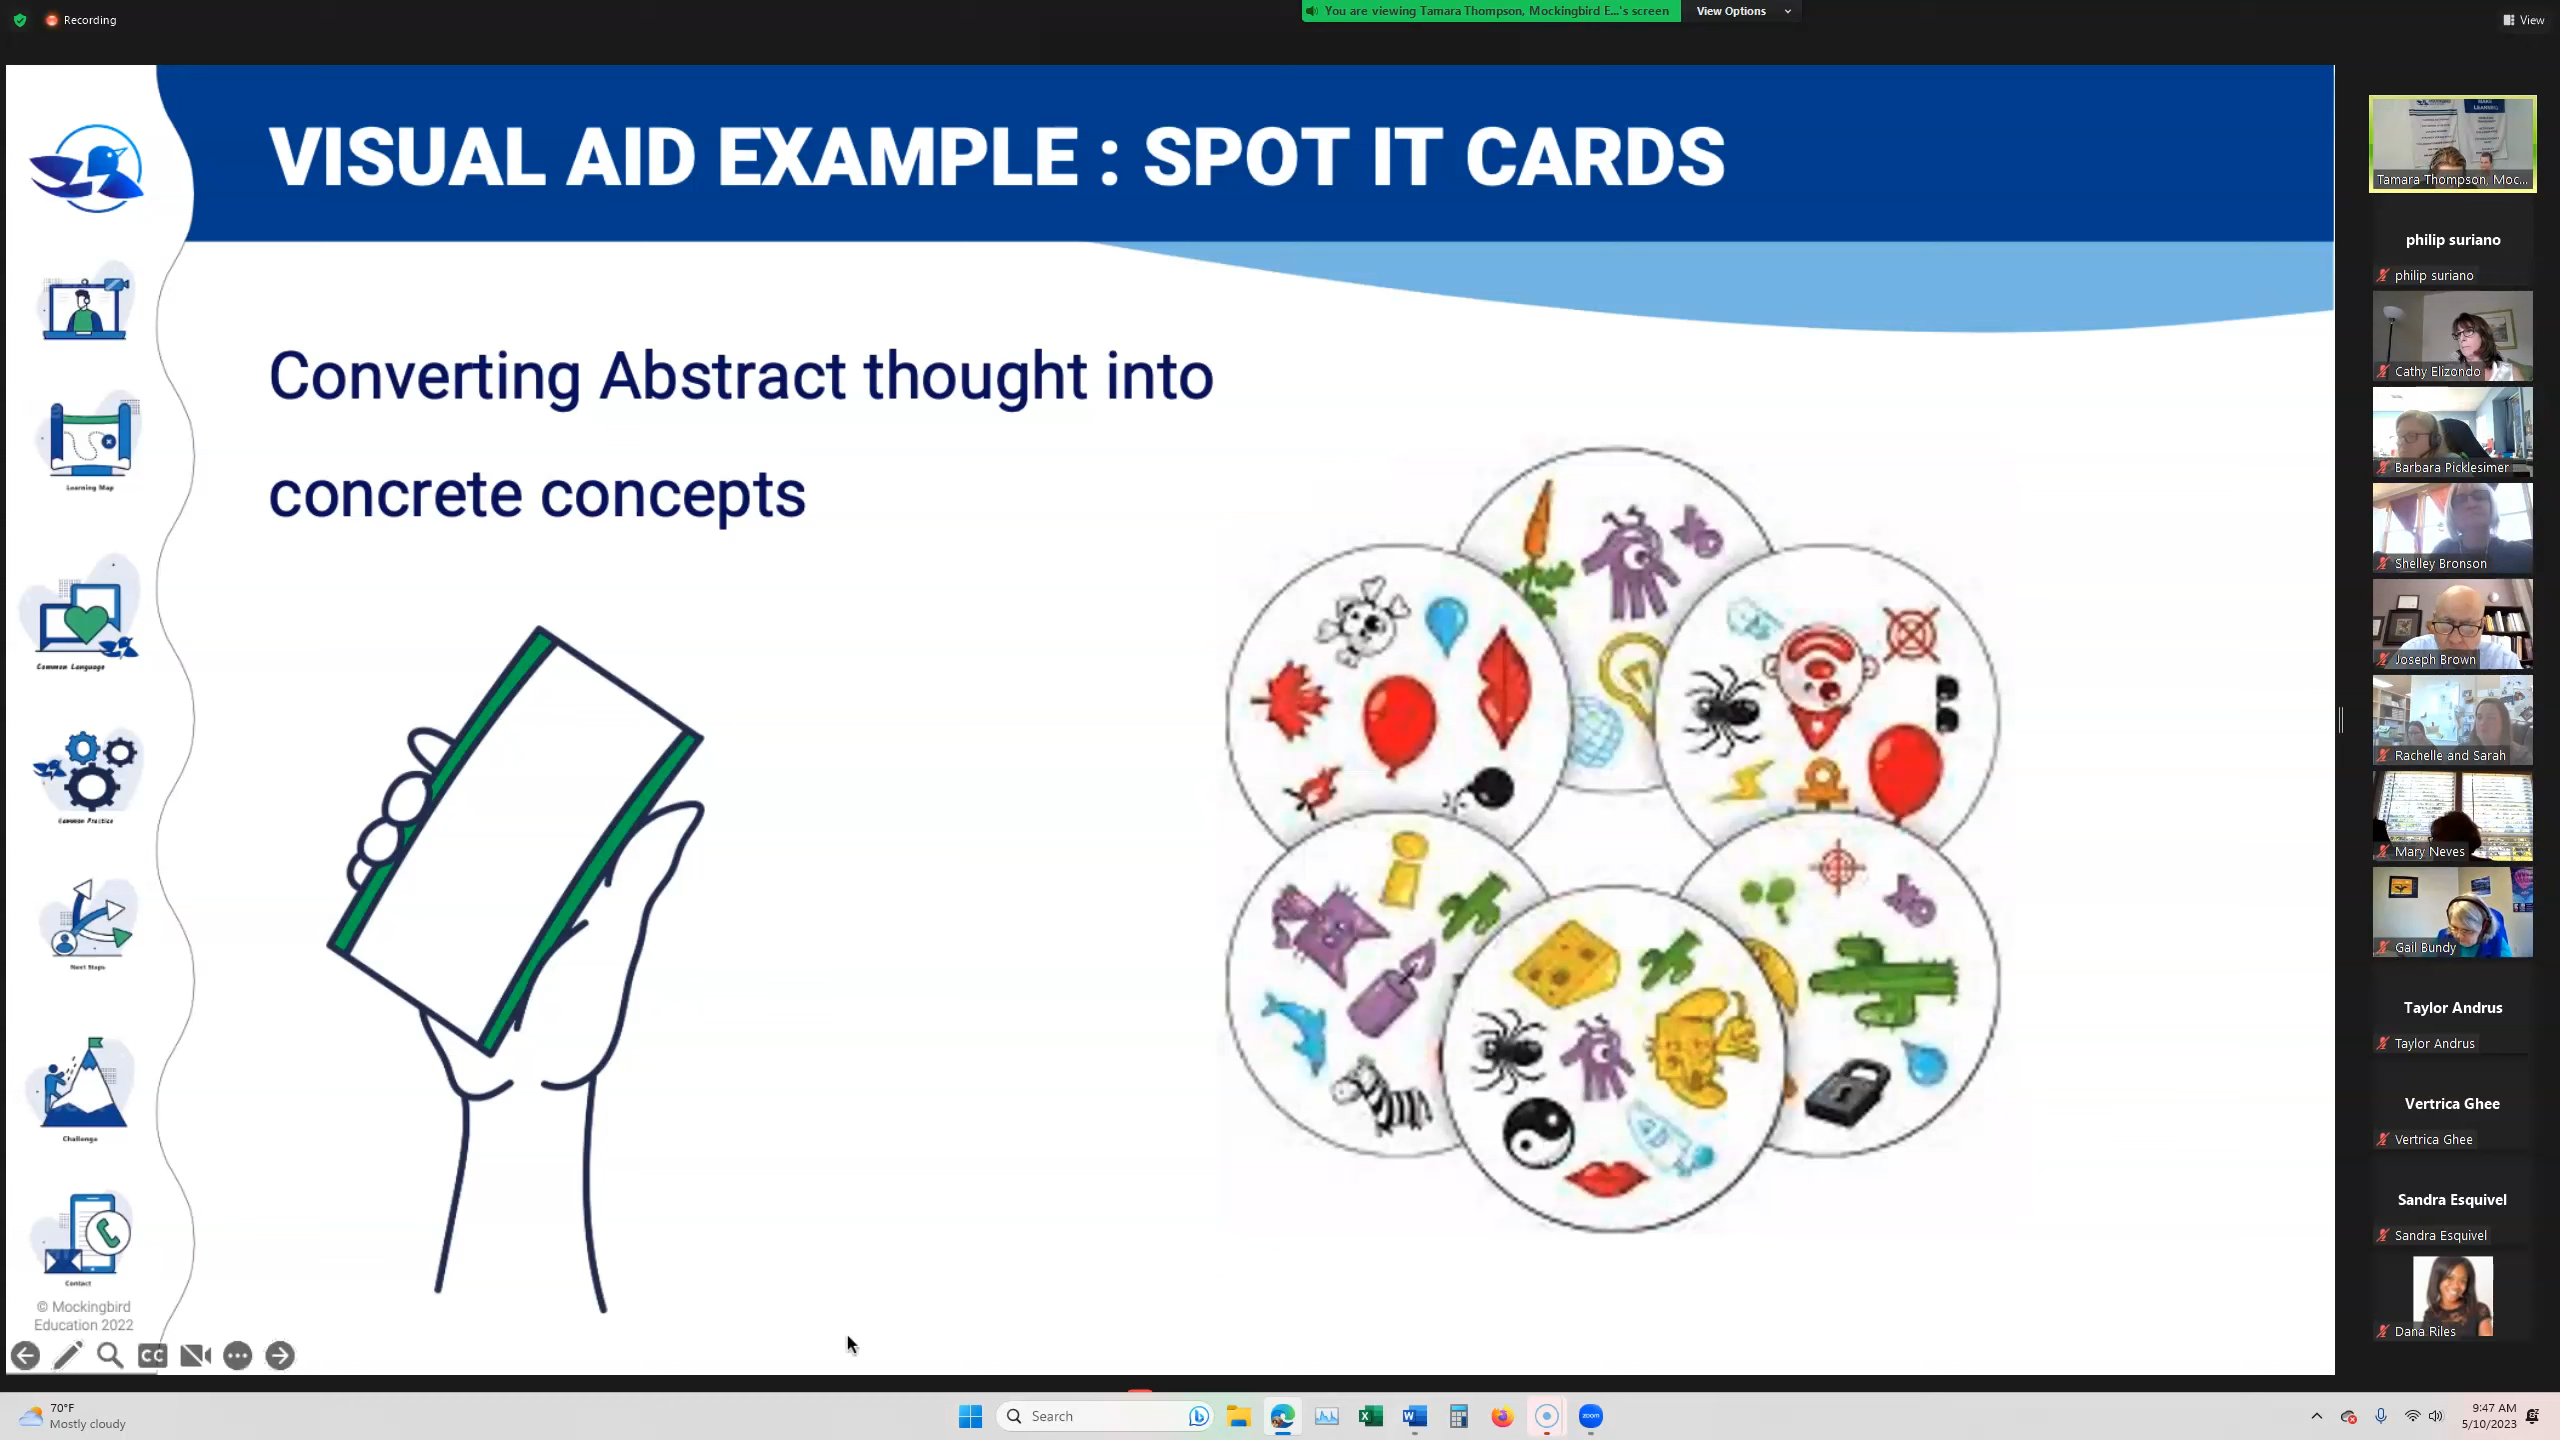 Recording
You are viewing Tamara Thompson, Mockingbird E...'s screen
View Options
View
VISUAL AID EXAMPLE : SPOT IT CARDS
Converting Abstract thought into
concrete concepts
Learning Map
Common Language
Common Practice
Next Steps
Challenge
Contact
© Mockingbird
Education 2022
CC
Tamara Thompson, Moc...
philip suriano
philip suriano
Cathy Elizondo
Barbara Picklesimer
Shelley Bronson
Joseph Brown
Rachelle and Sarah
Mary Neves
Gail Bundy
Taylor Andrus
Taylor Andrus
Vertrica Ghee
Vertrica Ghee
Sandra Esquivel
Sandra Esquivel
Dana Riles
70°F
Mostly cloudy
Search
zoom
9:47 AM
5/10/2023